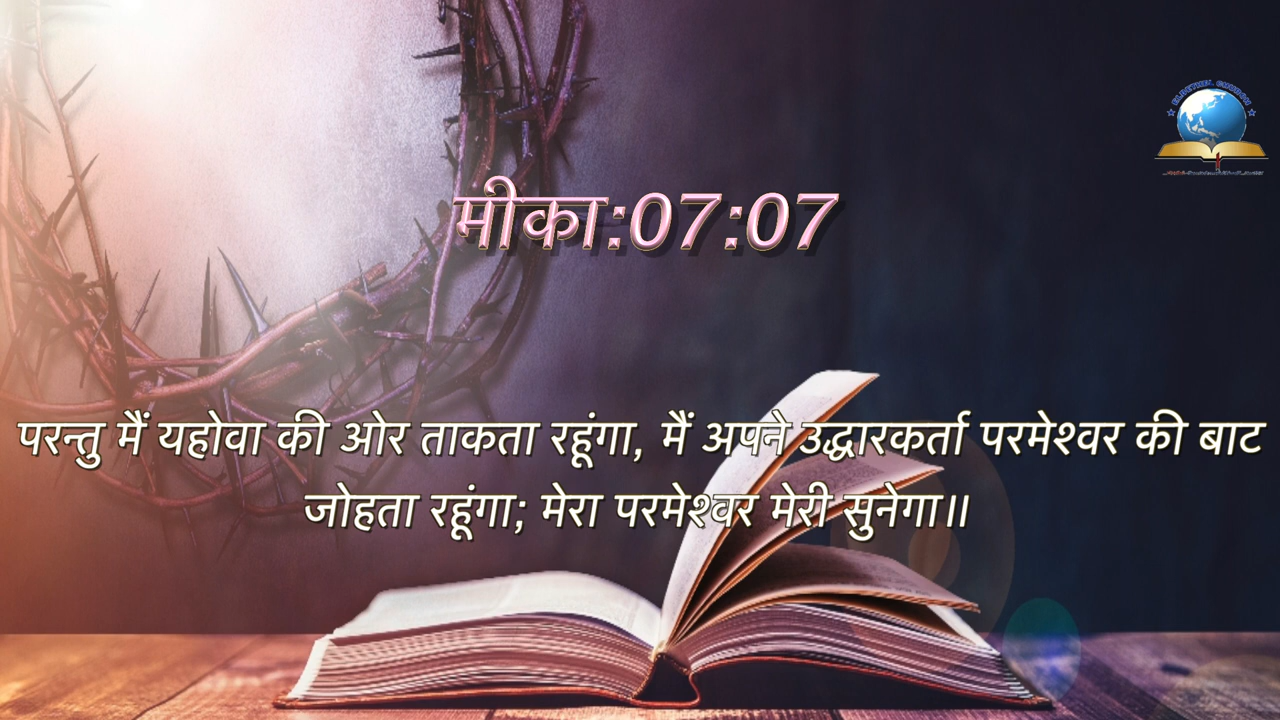 मीका:07:07
परन्तु मैं यहोवा की ओर ताकता रहूंगा, मैं अपने उद्धारकर्ता परमेश्वर की बाट
जोहता रहूंगा; मेरा परमेश्वर मेरी सुनेगा॥